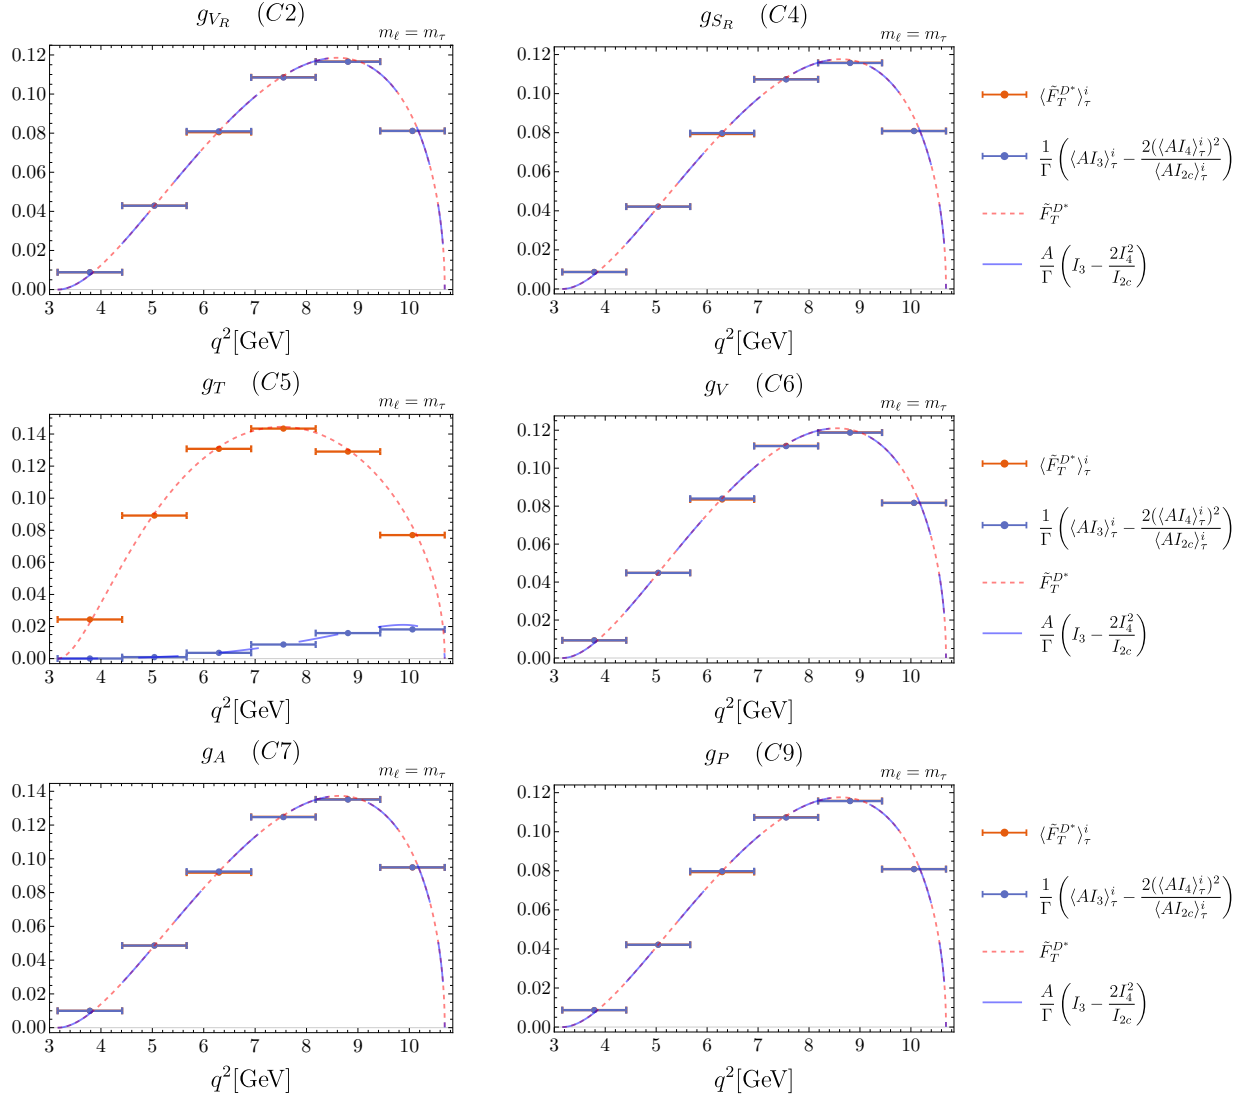 g_{V_R} (C2)
m_ℓ = m_τ
0.12
0.10
0.08
0.06
0.04
0.02
0.00
3 4 5 6 7 8 9 10
q^2[GeV]
g_{S_R} (C4)
m_ℓ = m_τ
0.12
0.10
0.08
0.06
0.04
0.02
0.00
3 4 5 6 7 8 9 10
q^2[GeV]
⟨F̃_T^{D*}⟩_τ^i
1/Γ (⟨AI_3⟩_τ^i − 2(⟨AI_4⟩_τ^i)^2/⟨AI_{2c}⟩_τ^i)
F̃_T^{D*}
A/Γ (I_3 − 2I_4^2/I_{2c})
g_T (C5)
m_ℓ = m_τ
0.14
0.12
0.10
0.08
0.06
0.04
0.02
0.00
3 4 5 6 7 8 9 10
q^2[GeV]
g_V (C6)
m_ℓ = m_τ
0.12
0.10
0.08
0.06
0.04
0.02
0.00
3 4 5 6 7 8 9 10
q^2[GeV]
⟨F̃_T^{D*}⟩_τ^i
1/Γ (⟨AI_3⟩_τ^i − 2(⟨AI_4⟩_τ^i)^2/⟨AI_{2c}⟩_τ^i)
F̃_T^{D*}
A/Γ (I_3 − 2I_4^2/I_{2c})
g_A (C7)
m_ℓ = m_τ
0.14
0.12
0.10
0.08
0.06
0.04
0.02
0.00
3 4 5 6 7 8 9 10
q^2[GeV]
g_P (C9)
m_ℓ = m_τ
0.12
0.10
0.08
0.06
0.04
0.02
0.00
3 4 5 6 7 8 9 10
q^2[GeV]
⟨F̃_T^{D*}⟩_τ^i
1/Γ (⟨AI_3⟩_τ^i − 2(⟨AI_4⟩_τ^i)^2/⟨AI_{2c}⟩_τ^i)
F̃_T^{D*}
A/Γ (I_3 − 2I_4^2/I_{2c})